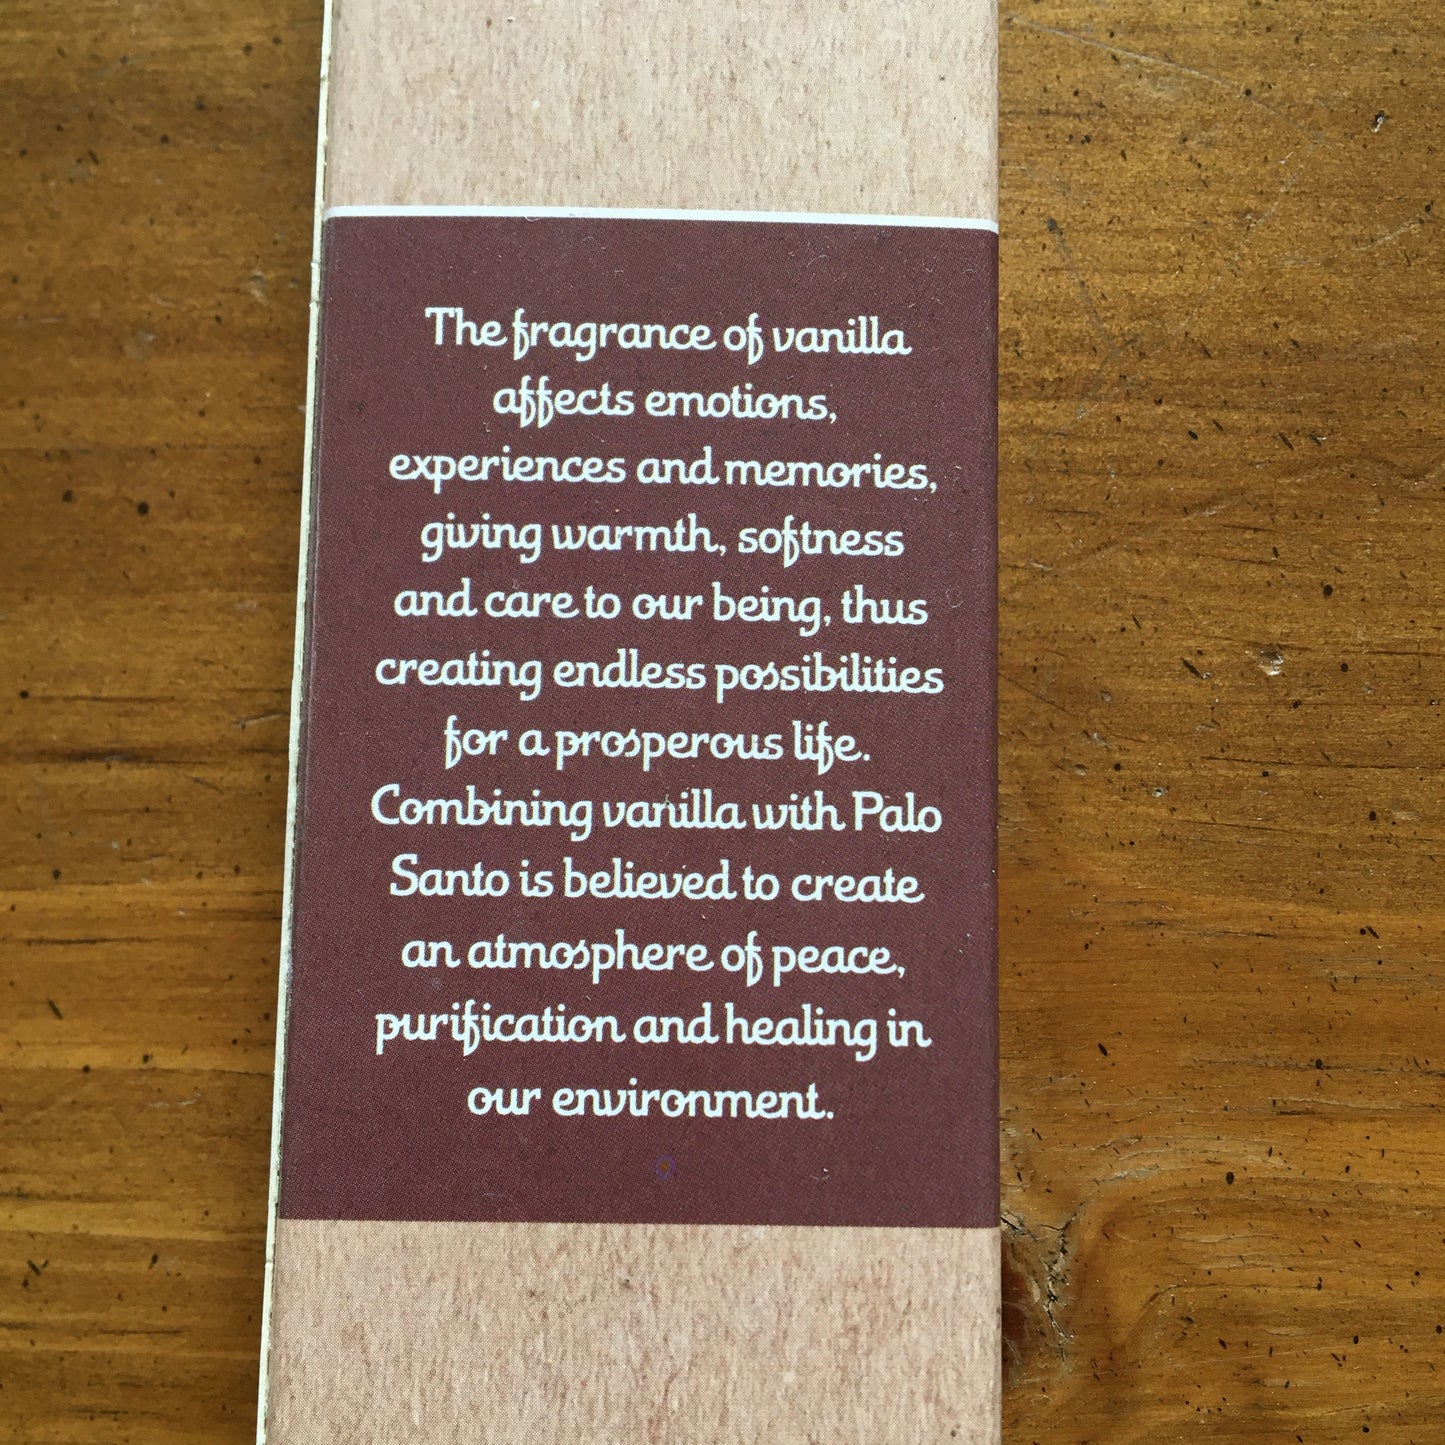 The fragrance of vanilla
affects emotions,
experiences and memories,
giving warmth, softness
and care to our being, thus
creating endless possibilities
for a prosperous life.
Combining vanilla with Palo
Santo is believed to create
an atmosphere of peace,
purification and healing in
our environment.